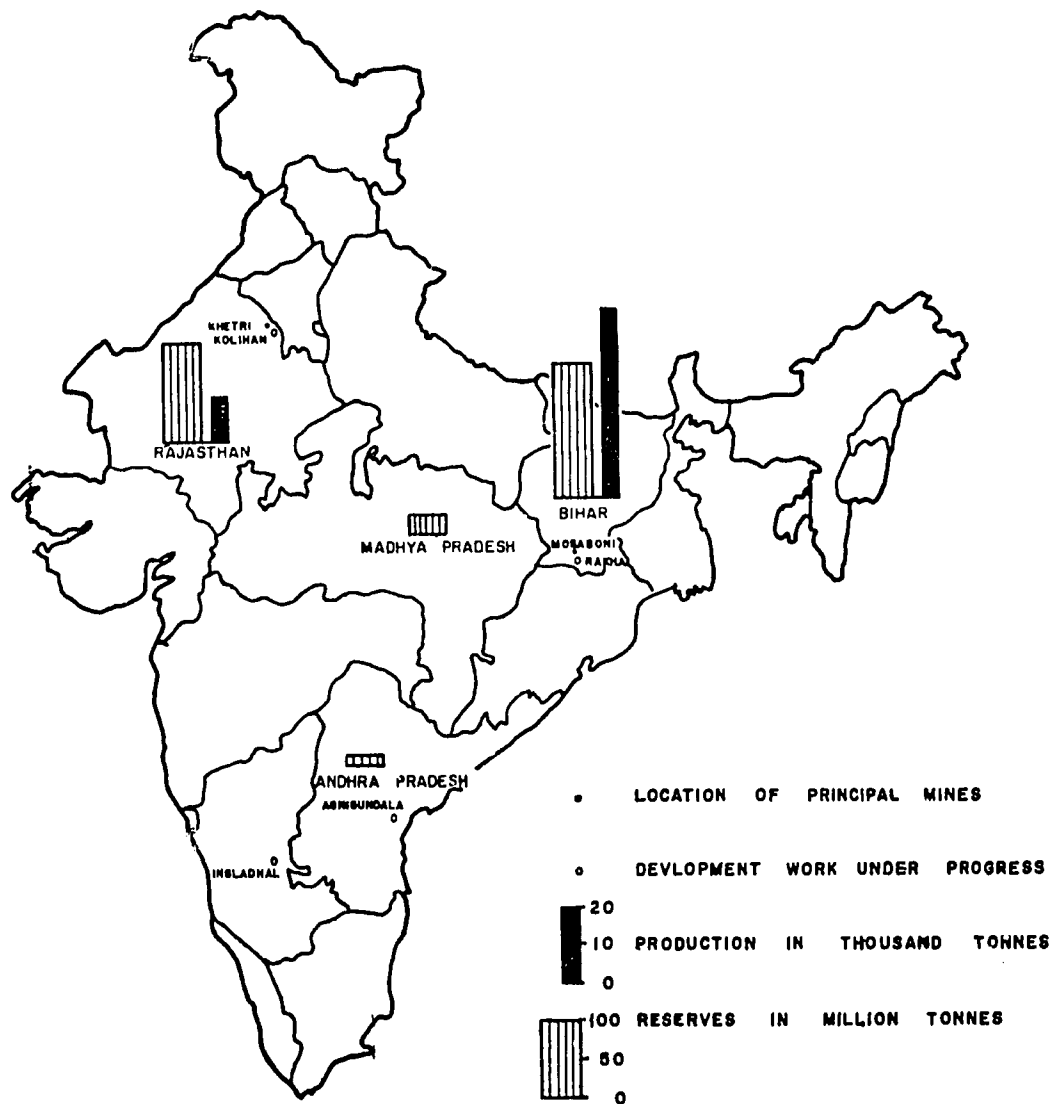 KHETRI
KOLIHAN
RAJASTHAN
BIHAR
MADHYA PRADESH
MOSABONI
RAKHA
ANDHRA PRADESH
AGNIGUNDALA
INGLADHAL
LOCATION OF PRINCIPAL MINES
DEVLOPMENT WORK UNDER PROGRESS
20
10 PRODUCTION IN THOUSAND TONNES
0
100 RESERVES IN MILLION TONNES
50
0